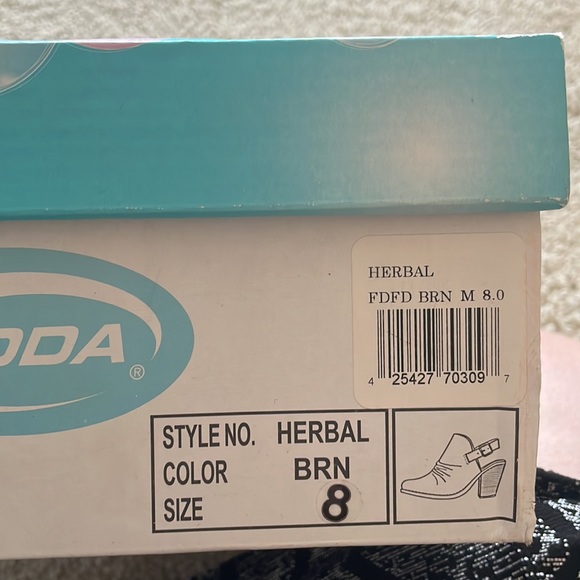 HERBAL
FDFD BRN M 8.0
4 25427 70309 7
ODA ®
STYLE NO. HERBAL
COLOR BRN
SIZE 8